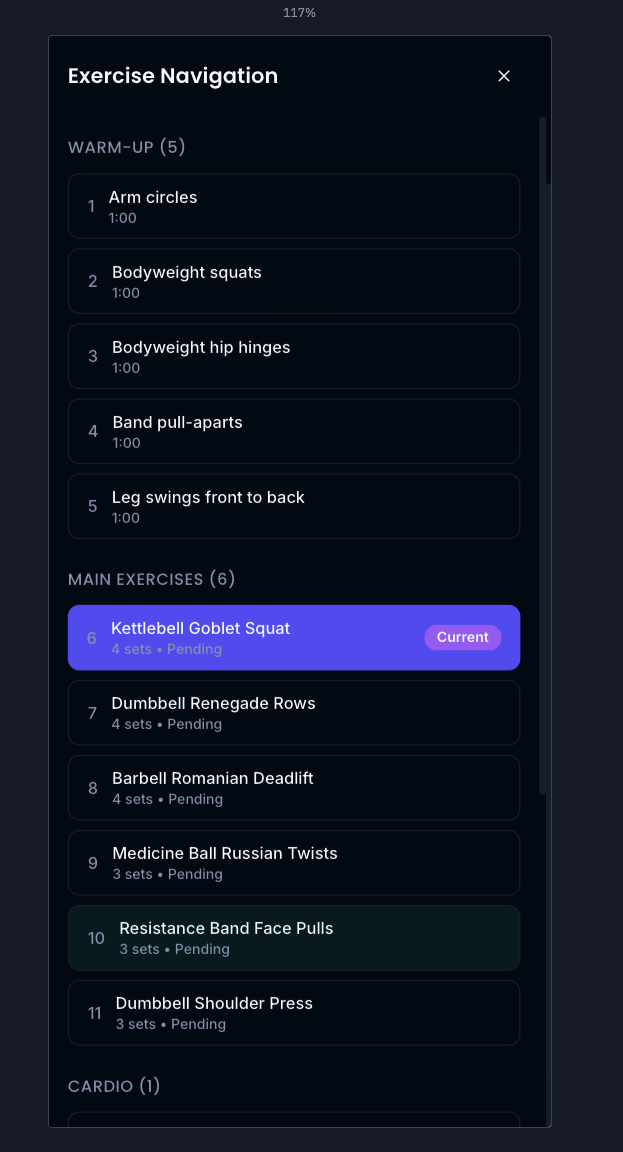 117%
Exercise Navigation
WARM-UP (5)
1
Arm circles
1:00
2
Bodyweight squats
1:00
3
Bodyweight hip hinges
1:00
4
Band pull-aparts
1:00
5
Leg swings front to back
1:00
MAIN EXERCISES (6)
6
Kettlebell Goblet Squat
4 sets • Pending
Current
7
Dumbbell Renegade Rows
4 sets • Pending
8
Barbell Romanian Deadlift
4 sets • Pending
9
Medicine Ball Russian Twists
3 sets • Pending
10
Resistance Band Face Pulls
3 sets • Pending
11
Dumbbell Shoulder Press
3 sets • Pending
CARDIO (1)